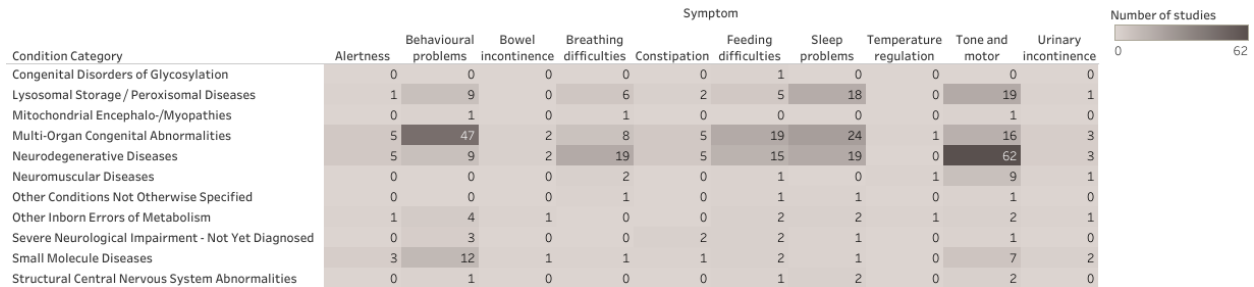 Symptom
Number of studies
0 62
Condition Category Alertness Behavioural problems Bowel incontinence Breathing difficulties Constipation Feeding difficulties Sleep problems Temperature regulation Tone and motor Urinary incontinence
Congenital Disorders of Glycosylation 0 0 0 0 0 1 0 0 0 0
Lysosomal Storage / Peroxisomal Diseases 1 9 0 6 2 5 18 0 19 1
Mitochondrial Encephalo-/Myopathies 0 1 0 1 0 0 0 0 1 0
Multi-Organ Congenital Abnormalities 5 47 2 8 5 19 24 1 16 3
Neurodegenerative Diseases 5 9 2 19 5 15 19 0 62 3
Neuromuscular Diseases 0 0 0 2 0 1 0 1 9 1
Other Conditions Not Otherwise Specified 0 0 0 1 0 1 1 0 1 0
Other Inborn Errors of Metabolism 1 4 1 0 0 2 2 1 2 1
Severe Neurological Impairment - Not Yet Diagnosed 0 3 0 0 2 2 1 0 1 0
Small Molecule Diseases 3 12 1 1 1 2 1 0 7 2
Structural Central Nervous System Abnormalities 0 1 0 0 0 1 2 0 2 0